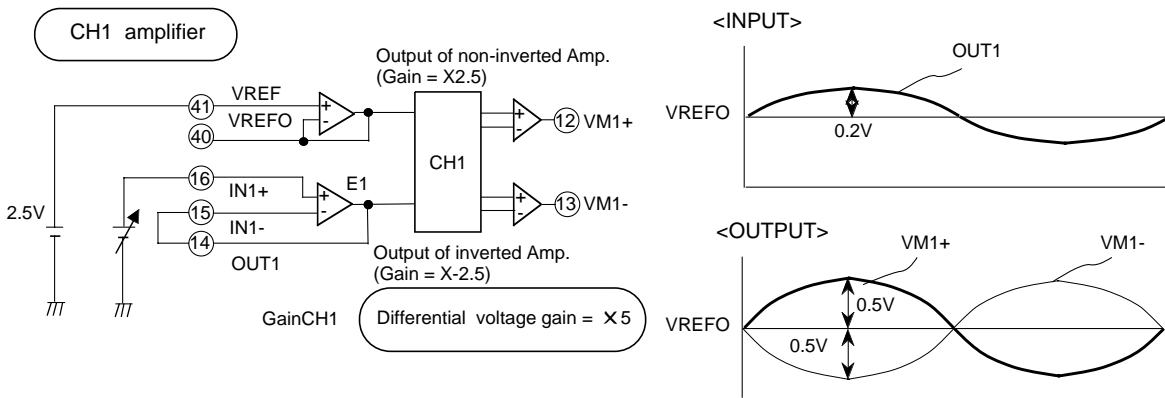 CH1 amplifier
Output of non-inverted Amp.
(Gain = X2.5)
41
VREF
+
-
VREFO
40
12
VM1+
+
-
CH1
16
IN1+
E1
+
-
15
IN1-
14
OUT1
13
VM1-
+
-
2.5V
Output of inverted Amp.
(Gain = X-2.5)
GainCH1
Differential voltage gain = ×5
<INPUT>
OUT1
VREFO
0.2V
<OUTPUT>
VM1+
VM1-
0.5V
VREFO
0.5V